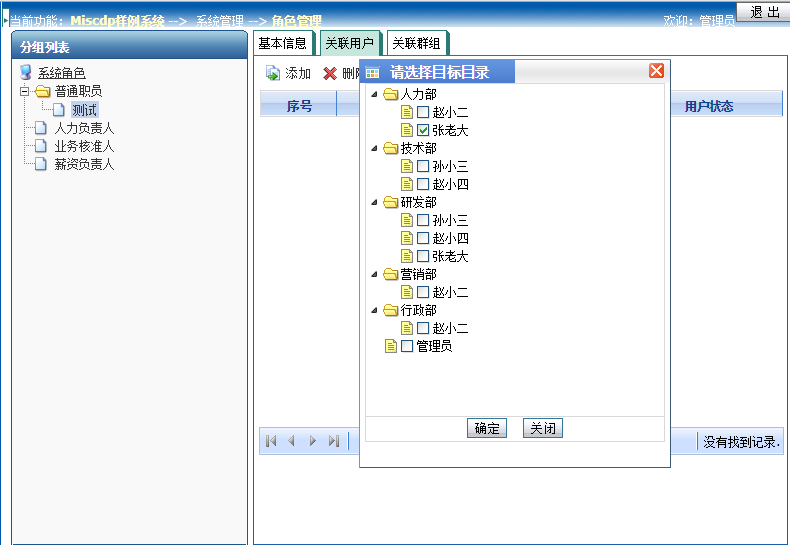 当前功能：Miscdp样例系统 --> 系统管理 --> 角色管理
欢迎：管理员
退 出
分组列表
系统角色
普通职员
测试
人力负责人
业务核准人
薪资负责人
基本信息 关联用户 关联群组
添加 删
序号 用户状态
请选择目标目录
人力部
赵小二
张老大
技术部
孙小三
赵小四
研发部
孙小三
赵小四
张老大
营销部
赵小二
行政部
赵小二
管理员
确定 关闭
没有找到记录.